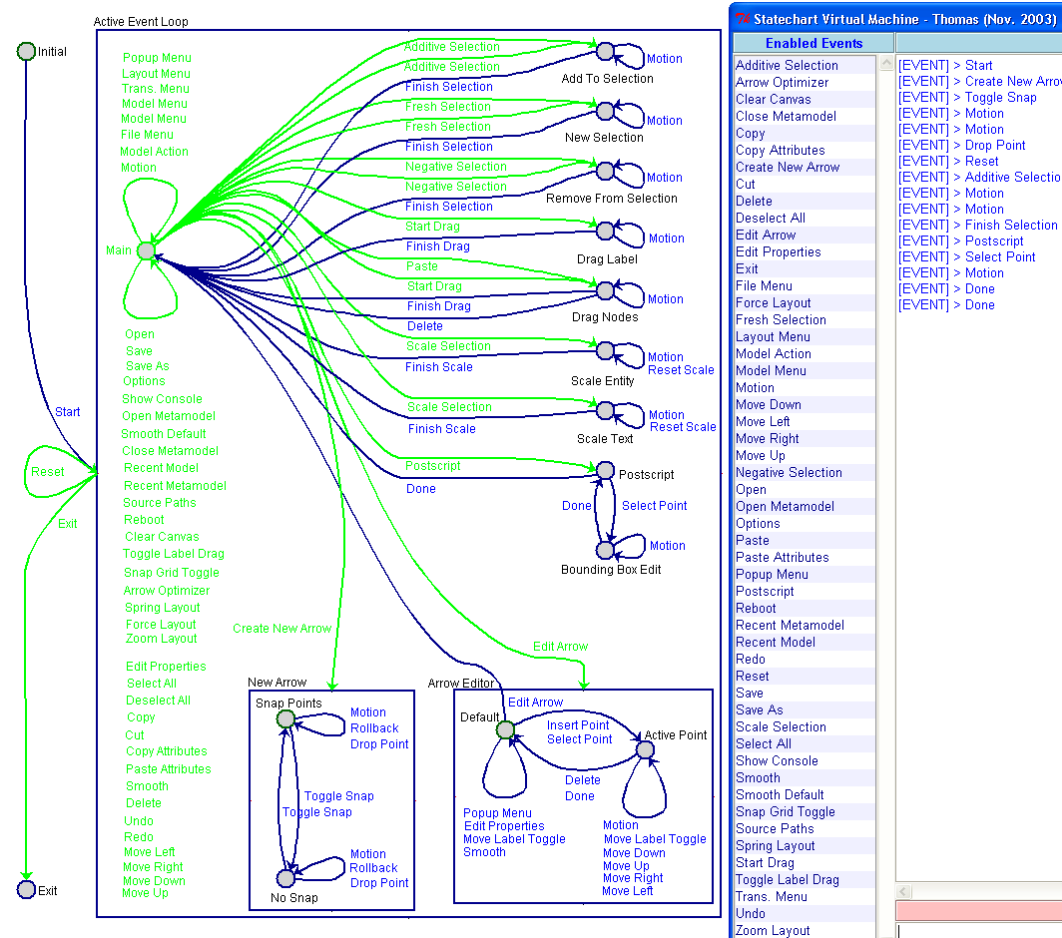 Active Event Loop
Initial
Popup Menu
Layout Menu
Trans. Menu
Model Menu
Model Menu
File Menu
Model Action
Motion
Main
Open
Save
Save As
Options
Show Console
Open Metamodel
Smooth Default
Close Metamodel
Recent Model
Recent Metamodel
Source Paths
Reboot
Clear Canvas
Toggle Label Drag
Snap Grid Toggle
Arrow Optimizer
Spring Layout
Force Layout
Zoom Layout
Edit Properties
Select All
Deselect All
Copy
Cut
Copy Attributes
Paste Attributes
Smooth
Delete
Undo
Redo
Move Left
Move Right
Move Down
Move Up
Start
Reset
Exit
Exit
Additive Selection
Additive Selection
Finish Selection
Motion
Add To Selection
Fresh Selection
Fresh Selection
Finish Selection
Motion
New Selection
Negative Selection
Negative Selection
Finish Selection
Motion
Remove From Selection
Start Drag
Finish Drag
Motion
Drag Label
Paste
Start Drag
Finish Drag
Delete
Motion
Drag Nodes
Scale Selection
Finish Scale
Motion
Reset Scale
Scale Entity
Scale Selection
Finish Scale
Motion
Reset Scale
Scale Text
Postscript
Done
Postscript
Done
Select Point
Motion
Bounding Box Edit
Create New Arrow
Edit Arrow
New Arrow
Snap Points
Motion
Rollback
Drop Point
Toggle Snap
Toggle Snap
Motion
Rollback
Drop Point
No Snap
Arrow Editor
Edit Arrow
Default
Insert Point
Select Point
Active Point
Delete
Done
Popup Menu
Edit Properties
Move Label Toggle
Smooth
Motion
Move Label Toggle
Move Down
Move Up
Move Right
Move Left
Statechart Virtual Machine - Thomas (Nov. 2003)
Enabled Events
Additive Selection
Arrow Optimizer
Clear Canvas
Close Metamodel
Copy
Copy Attributes
Create New Arrow
Cut
Delete
Deselect All
Edit Arrow
Edit Properties
Exit
File Menu
Force Layout
Fresh Selection
Layout Menu
Model Action
Model Menu
Motion
Move Down
Move Left
Move Right
Move Up
Negative Selection
Open
Open Metamodel
Options
Paste
Paste Attributes
Popup Menu
Postscript
Reboot
Recent Metamodel
Recent Model
Redo
Reset
Save
Save As
Scale Selection
Select All
Show Console
Smooth
Smooth Default
Snap Grid Toggle
Source Paths
Spring Layout
Start Drag
Toggle Label Drag
Trans. Menu
Undo
Zoom Layout
[EVENT] > Start
[EVENT] > Create New Arrov
[EVENT] > Toggle Snap
[EVENT] > Motion
[EVENT] > Motion
[EVENT] > Drop Point
[EVENT] > Reset
[EVENT] > Additive Selectio
[EVENT] > Motion
[EVENT] > Motion
[EVENT] > Finish Selection
[EVENT] > Postscript
[EVENT] > Select Point
[EVENT] > Motion
[EVENT] > Done
[EVENT] > Done